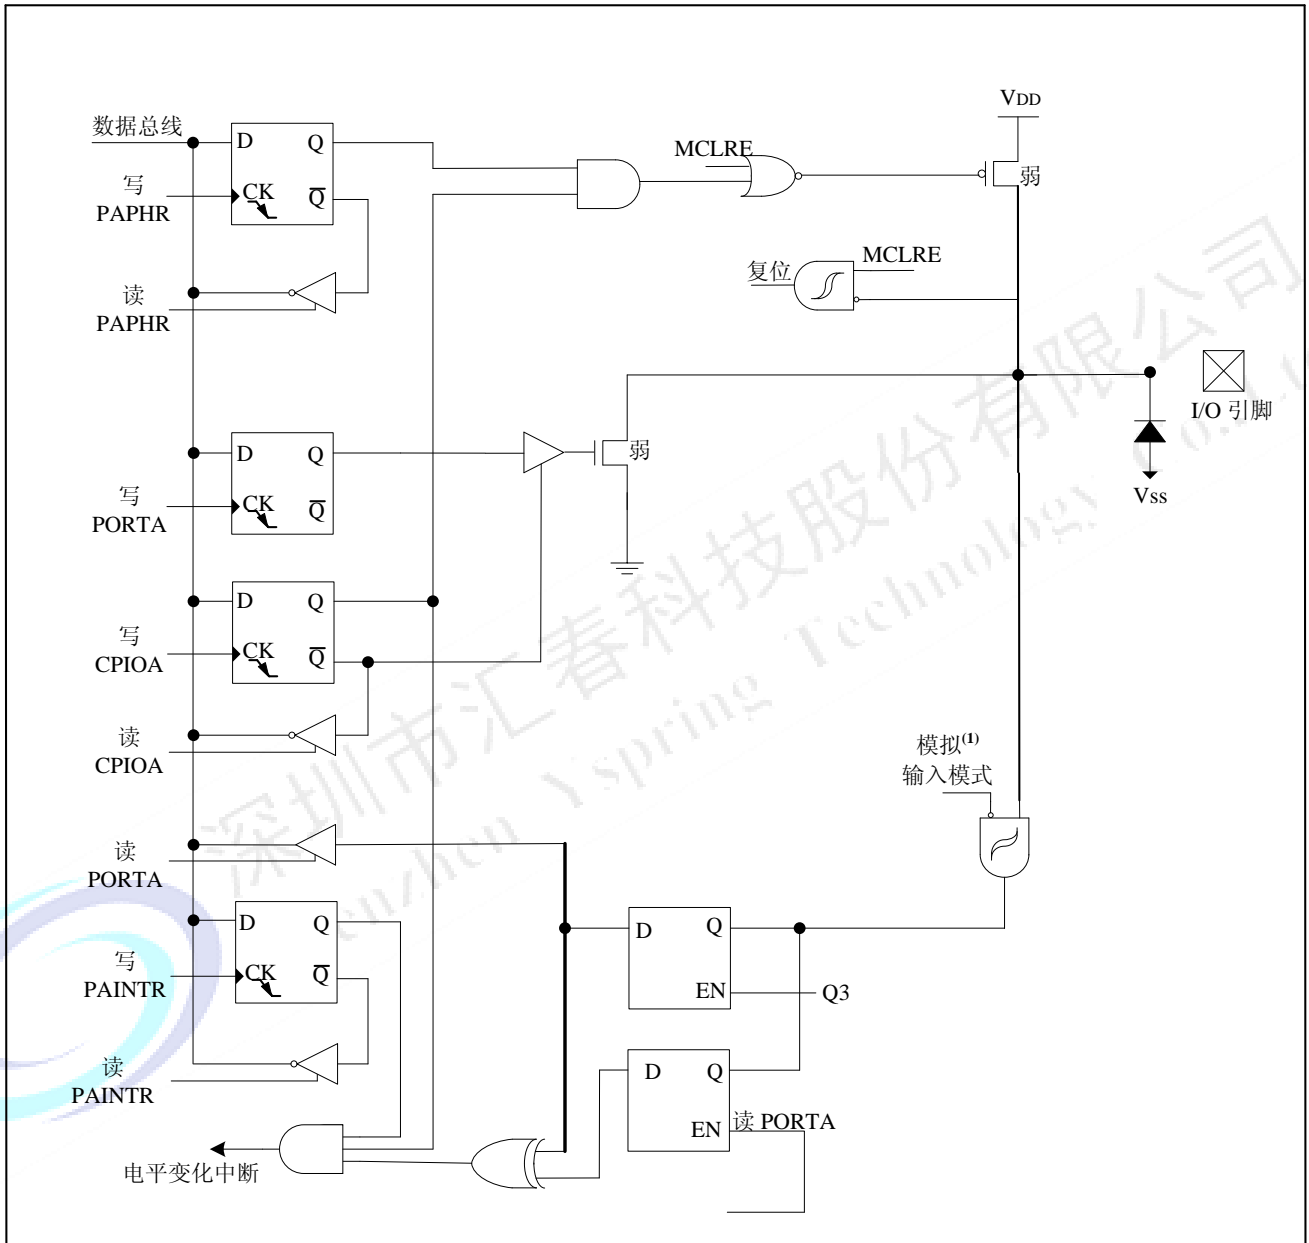 VDD
数据总线
D Q
MCLRE
弱
写
PAPHR
CK Q
MCLRE
复位
读
PAPHR
I/O 引脚
D Q
弱
写
PORTA
CK Q
Vss
D Q
写
CPIOA
CK Q
读
CPIOA
模拟(1)
输入模式
读
PORTA
D Q
D Q
写
PAINTR
CK Q
EN
Q3
读
PAINTR
D Q
EN
读 PORTA
电平变化中断
深圳市汇春科技股份有限公司
Shenzhen Yspring Technology Co.,Lt